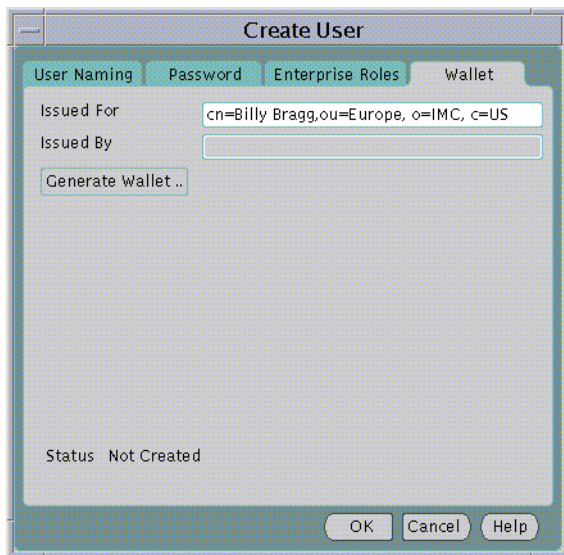 Create User
User Naming Password Enterprise Roles Wallet
Issued For cn=Billy Bragg,ou=Europe, o=IMC, c=US
Issued By
Generate Wallet ..
Status Not Created
OK Cancel Help